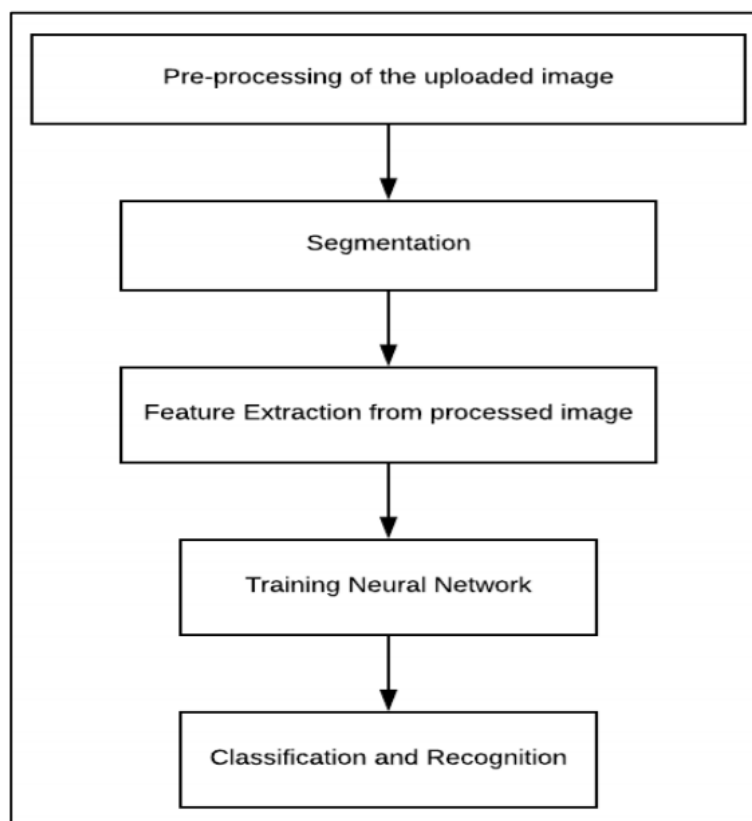 Pre-processing of the uploaded image
Segmentation
Feature Extraction from processed image
Training Neural Network
Classification and Recognition